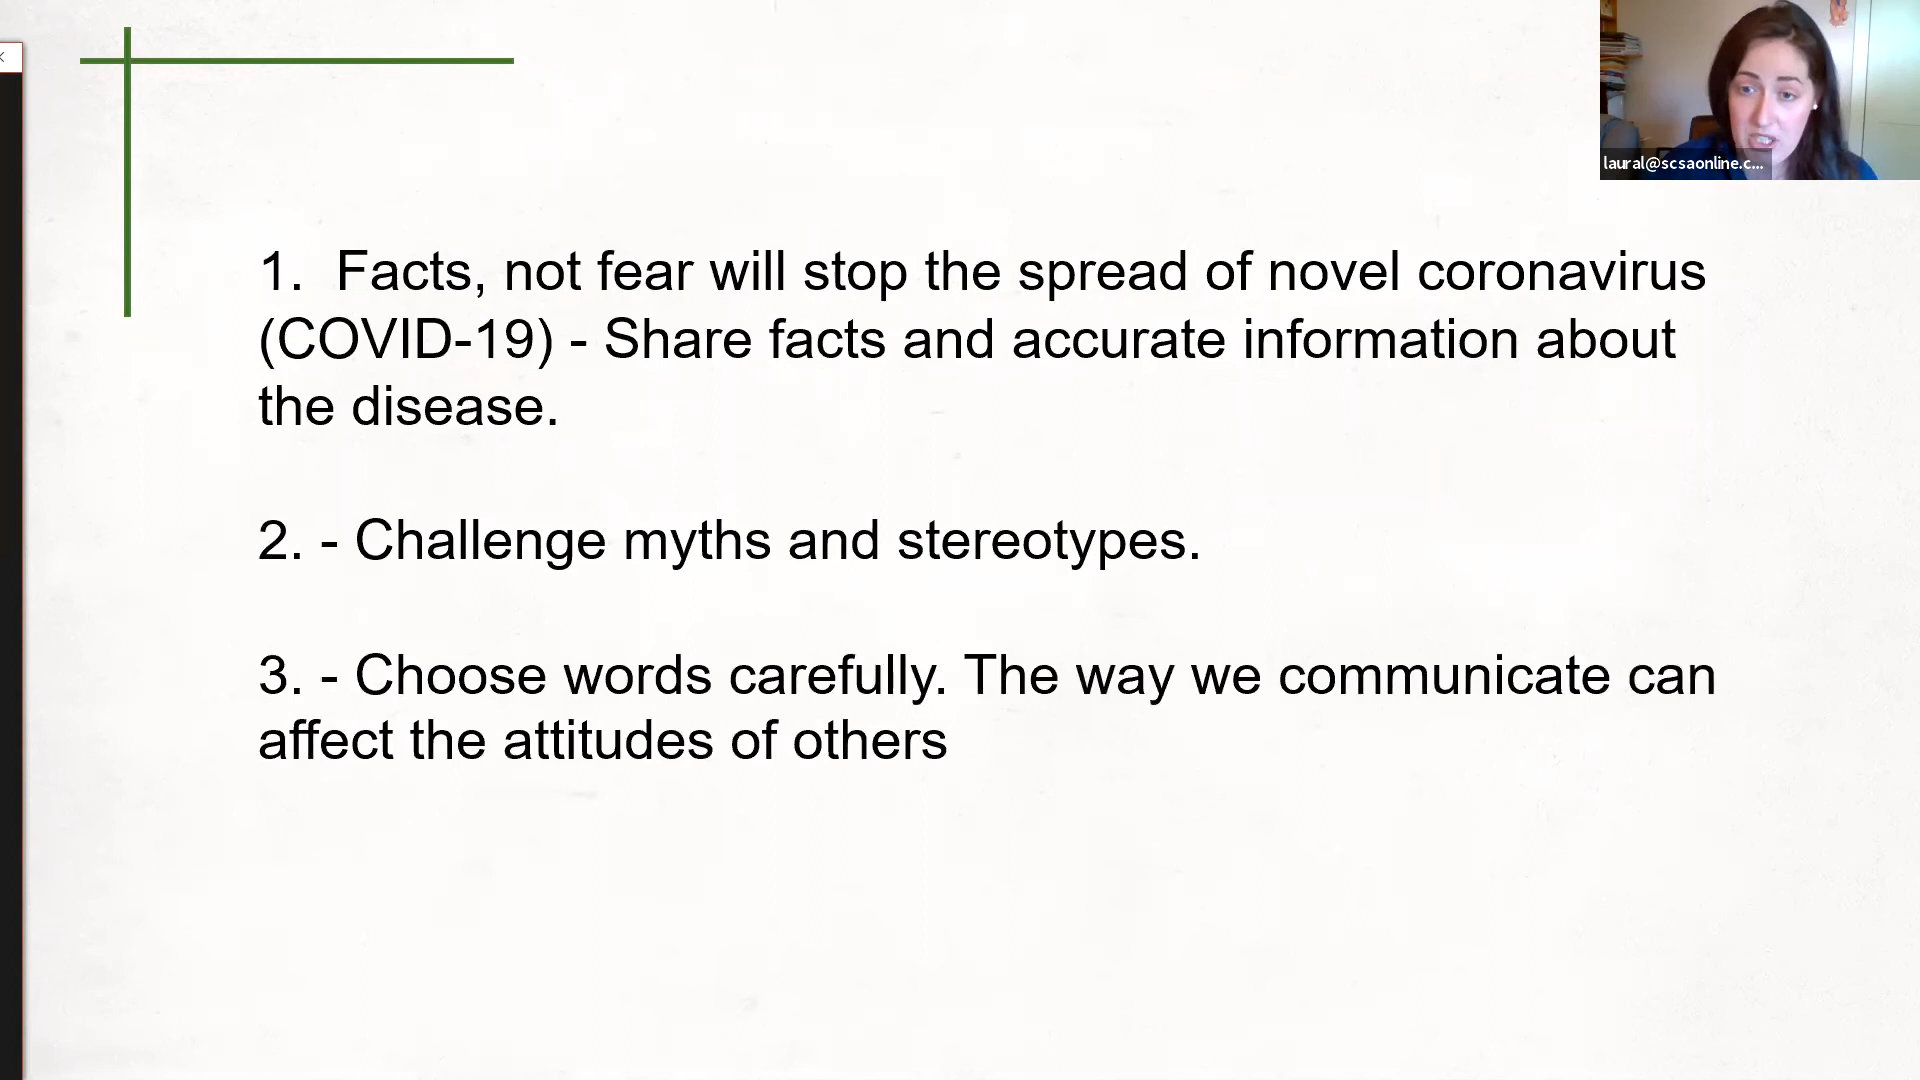 laural@scsaonline.c...
1. Facts, not fear will stop the spread of novel coronavirus
(COVID-19) - Share facts and accurate information about
the disease.
2. - Challenge myths and stereotypes.
3. - Choose words carefully. The way we communicate can
affect the attitudes of others